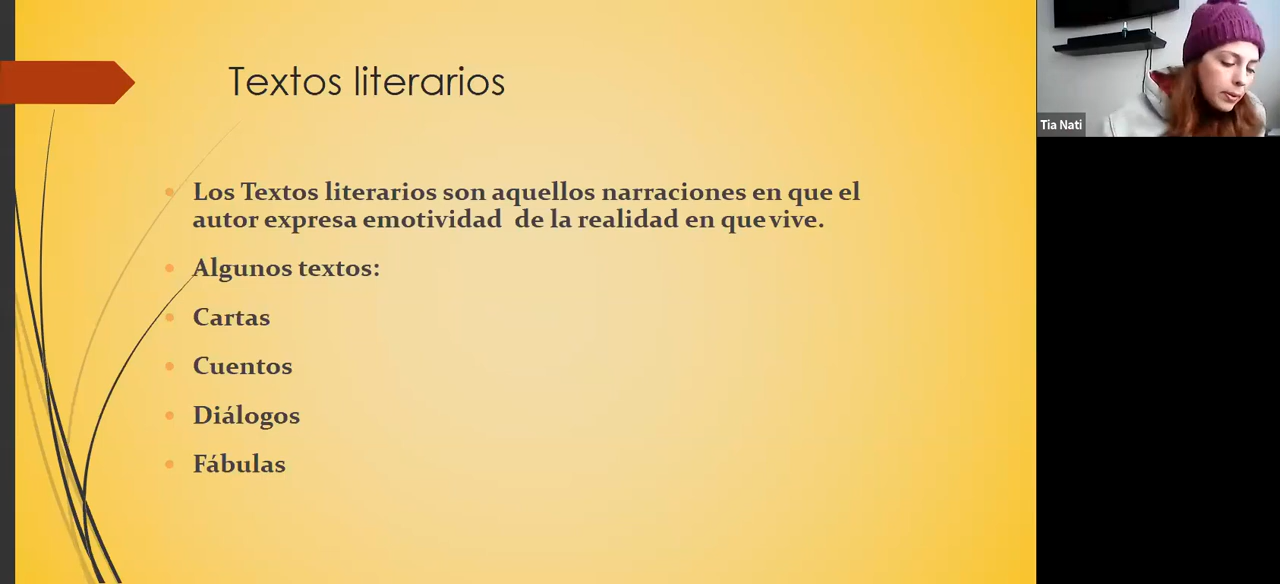 Textos literarios
Los Textos literarios son aquellos narraciones en que el
autor expresa emotividad de la realidad en que vive.
Algunos textos:
Cartas
Cuentos
Diálogos
Fábulas
Tia Nati